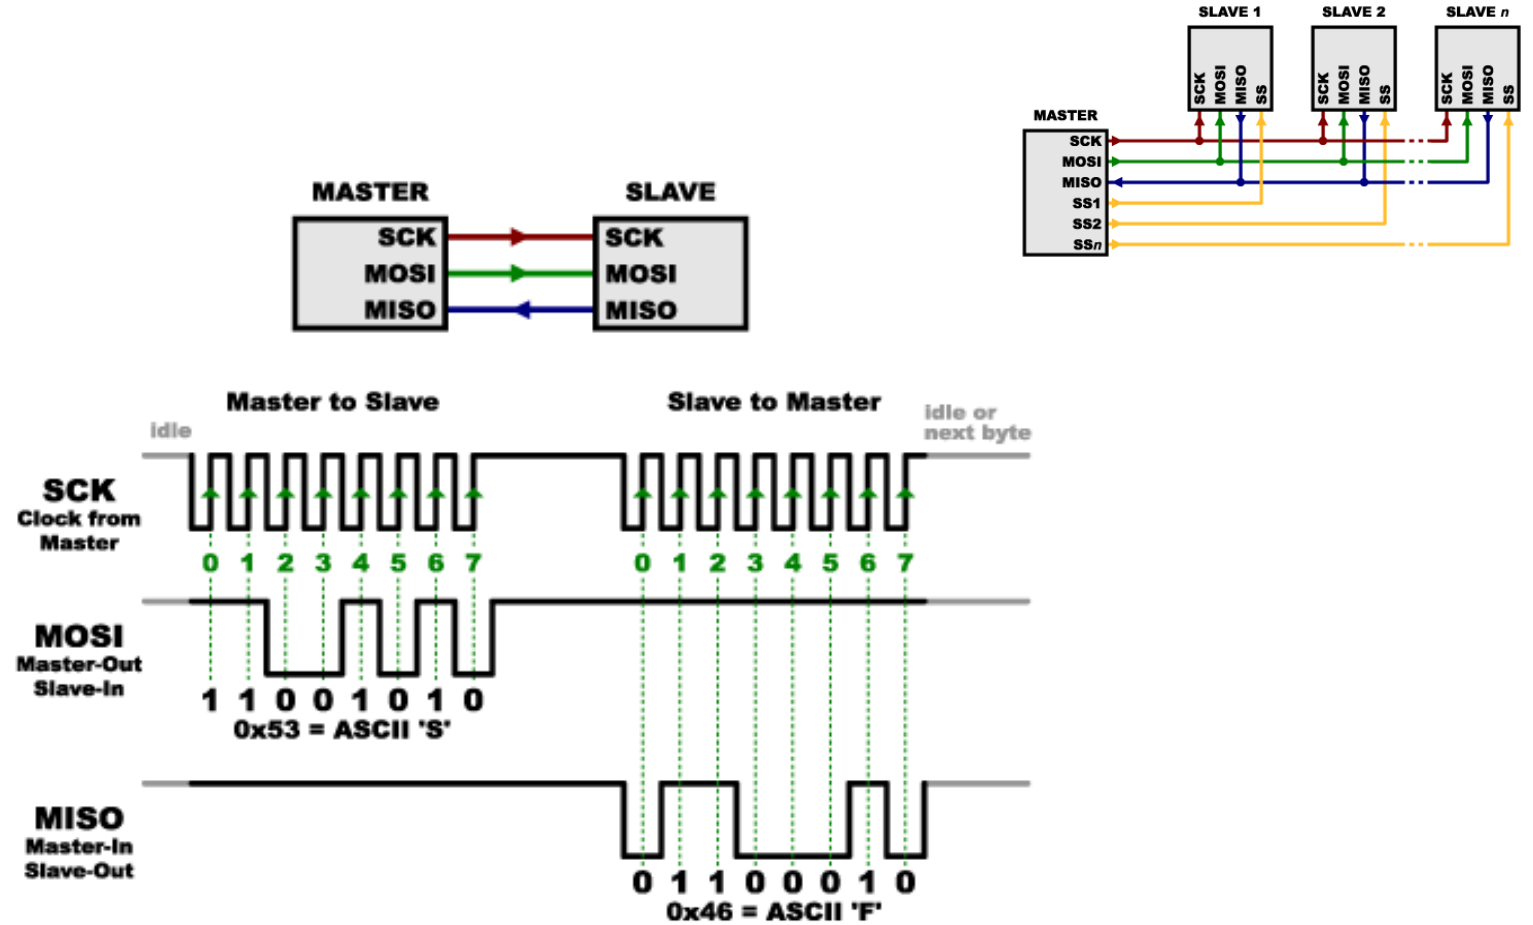 SLAVE 1
SLAVE 2
SLAVE n
SCK MOSI MISO SS
SCK MOSI MISO SS
SCK MOSI MISO SS
MASTER
SCK
MOSI
MISO
SS1
SS2
SSn
MASTER
SLAVE
SCK
SCK
MOSI
MOSI
MISO
MISO
Master to Slave
Slave to Master
idle
idle or
next byte
SCK
Clock from
Master
0 1 2 3 4 5 6 7
0 1 2 3 4 5 6 7
MOSI
Master-Out
Slave-In
1 1 0 0 1 0 1 0
0x53 = ASCII 'S'
MISO
Master-In
Slave-Out
0 1 1 0 0 0 1 0
0x46 = ASCII 'F'